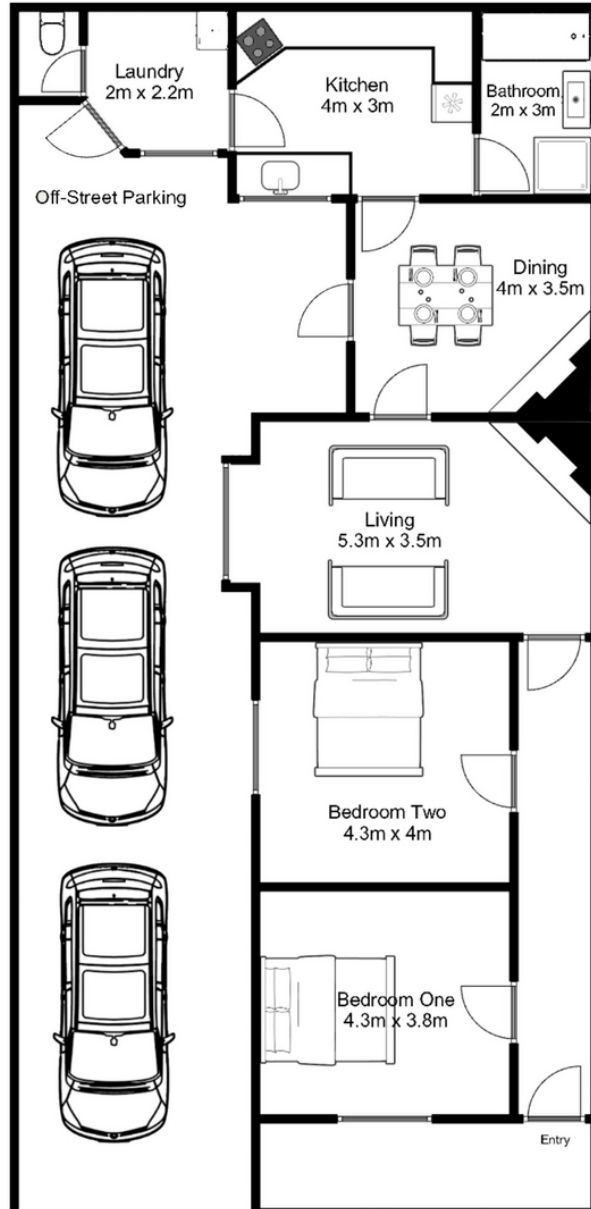 Laundry
2m x 2.2m
Kitchen
4m x 3m
Bathroom
2m x 3m
Off-Street Parking
Dining
4m x 3.5m
Living
5.3m x 3.5m
Bedroom Two
4.3m x 4m
Bedroom One
4.3m x 3.8m
Entry